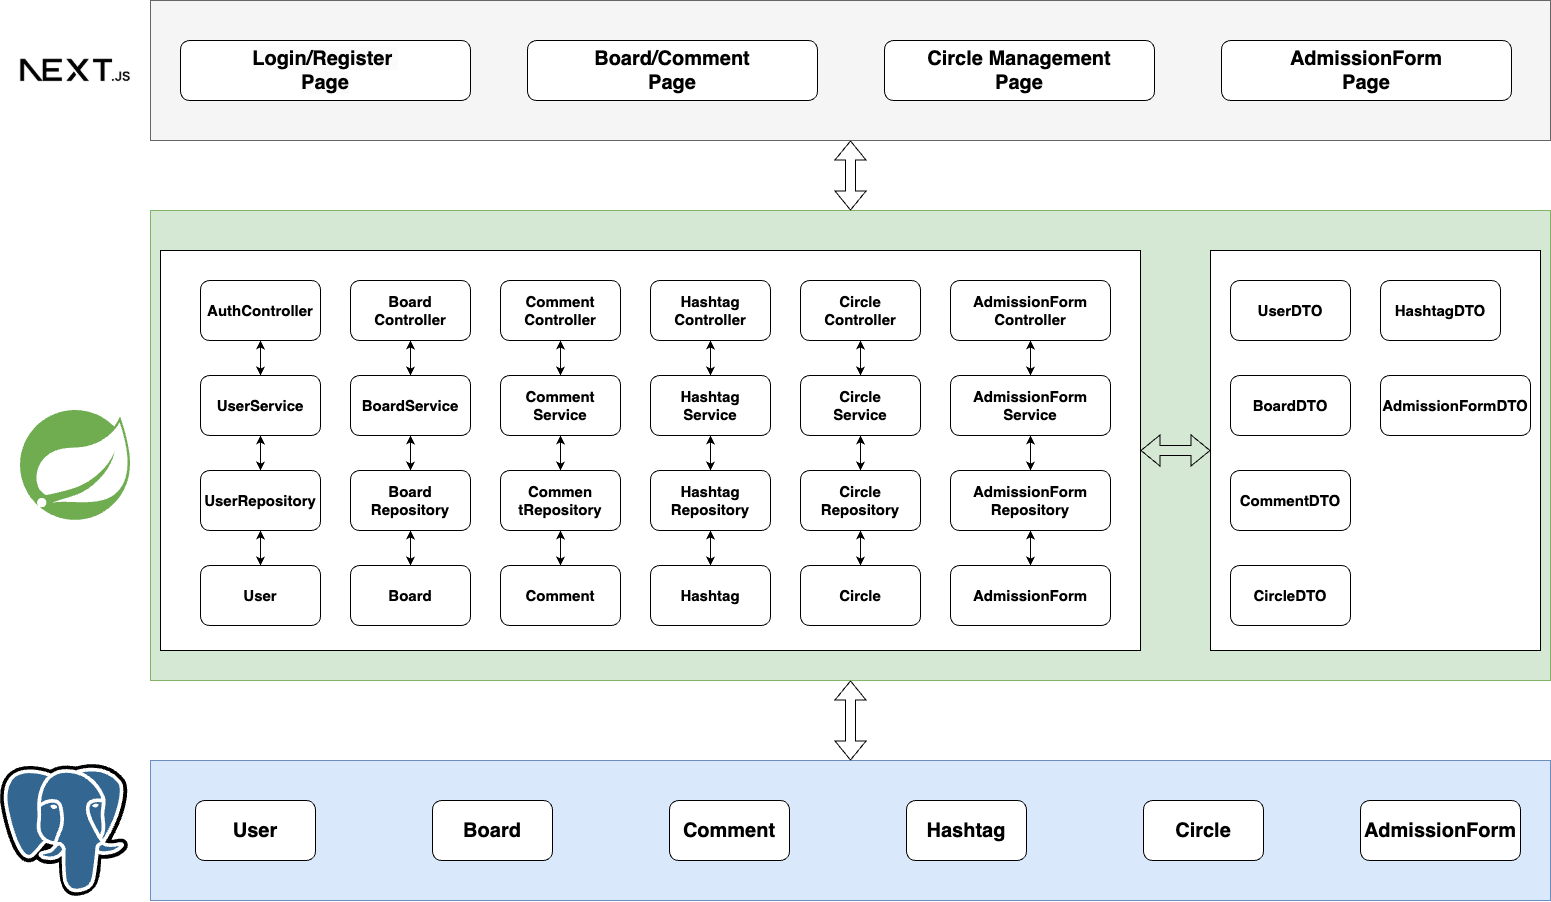 NEXT.JS
Login/Register
Page
Board/Comment
Page
Circle Management
Page
AdmissionForm
Page
AuthController
Board
Controller
Comment
Controller
Hashtag
Controller
Circle
Controller
AdmissionForm
Controller
UserService
BoardService
Comment
Service
Hashtag
Service
Circle
Service
AdmissionForm
Service
UserRepository
Board
Repository
Commen
tRepository
Hashtag
Repository
Circle
Repository
AdmissionForm
Repository
User
Board
Comment
Hashtag
Circle
AdmissionForm
UserDTO
HashtagDTO
BoardDTO
AdmissionFormDTO
CommentDTO
CircleDTO
User
Board
Comment
Hashtag
Circle
AdmissionForm